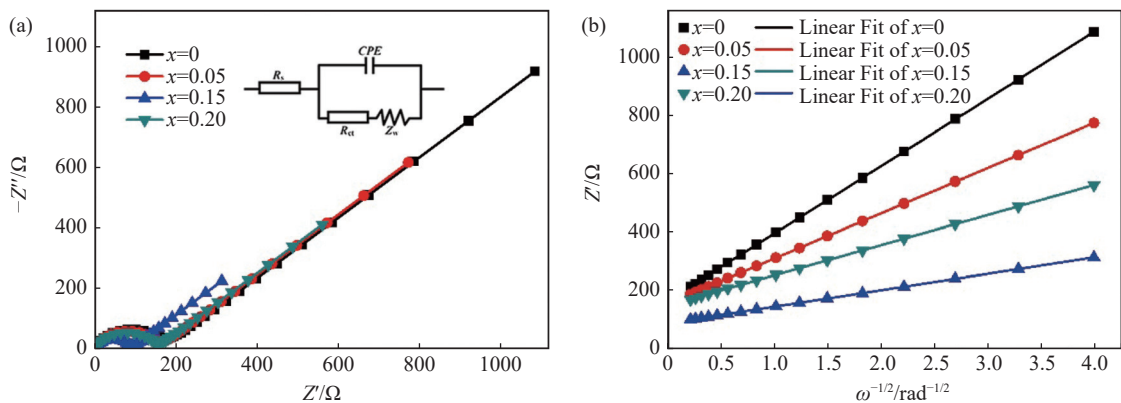 (a)
1000
800
600
400
200
0
−Z″/Ω
x=0
x=0.05
x=0.15
x=0.20
CPE
Rs
Rct
Zw
0 200 400 600 800 1000
Z′/Ω
(b)
1000
800
600
400
200
0
Z′/Ω
x=0 Linear Fit of x=0
x=0.05 Linear Fit of x=0.05
x=0.15 Linear Fit of x=0.15
x=0.20 Linear Fit of x=0.20
0 0.5 1.0 1.5 2.0 2.5 3.0 3.5 4.0
ω−1/2/rad−1/2